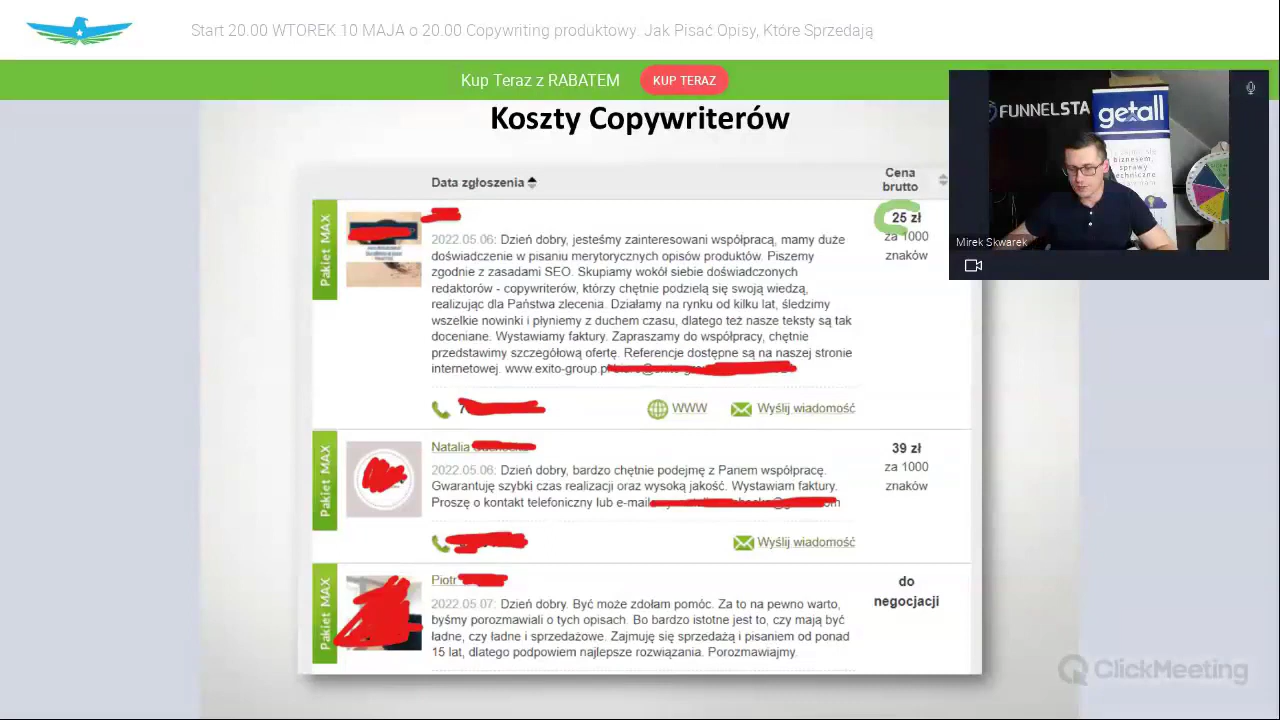 Start 20.00 WTOREK 10 MAJA o 20.00 Copywriting produktowy. Jak Pisać Opisy, Które Sprzedają
Kup Teraz z RABATEM KUP TERAZ
Koszty Copywriterów
FUNNELSTA
getall
biznesem,
sprawy
techniczne
Mirek Skwarek
Data zgłoszenia
Cena
brutto
Pakiet MAX
25 zł
za 1000
znaków
2022.05.06: Dzień dobry, jesteśmy zainteresowani współpracą, mamy duże
doświadczenie w pisaniu merytorycznych opisów produktów. Piszemy
zgodnie z zasadami SEO. Skupiamy wokół siebie doświadczonych
redaktorów - copywriterów, którzy chętnie podzielą się swoją wiedzą,
realizując dla Państwa zlecenia. Działamy na rynku od kilku lat, śledzimy
wszelkie nowinki i płyniemy z duchem czasu, dlatego też nasze teksty są tak
doceniane. Wystawiamy faktury. Zapraszamy do współpracy, chętnie
przedstawimy szczegółową ofertę. Referencje dostępne są na naszej stronie
internetowej. www.exito-group.p
WWW Wyślij wiadomość
Pakiet MAX
Natalia
39 zł
za 1000
znaków
2022.05.06: Dzień dobry, bardzo chętnie podejmę z Panem współpracę.
Gwarantuję szybki czas realizacji oraz wysoką jakość. Wystawiam faktury.
Proszę o kontakt telefoniczny lub e-mail
Wyślij wiadomość
Pakiet MAX
Piotr
do
negocjacji
2022.05.07: Dzień dobry. Być może zdołam pomóc. Za to na pewno warto,
byśmy porozmawiali o tych opisach. Bo bardzo istotne jest to, czy mają być
ładne, czy ładne i sprzedażowe. Zajmuję się sprzedażą i pisaniem od ponad
15 lat, dlatego podpowiem najlepsze rozwiązania. Porozmawiajmy.
ClickMeeting